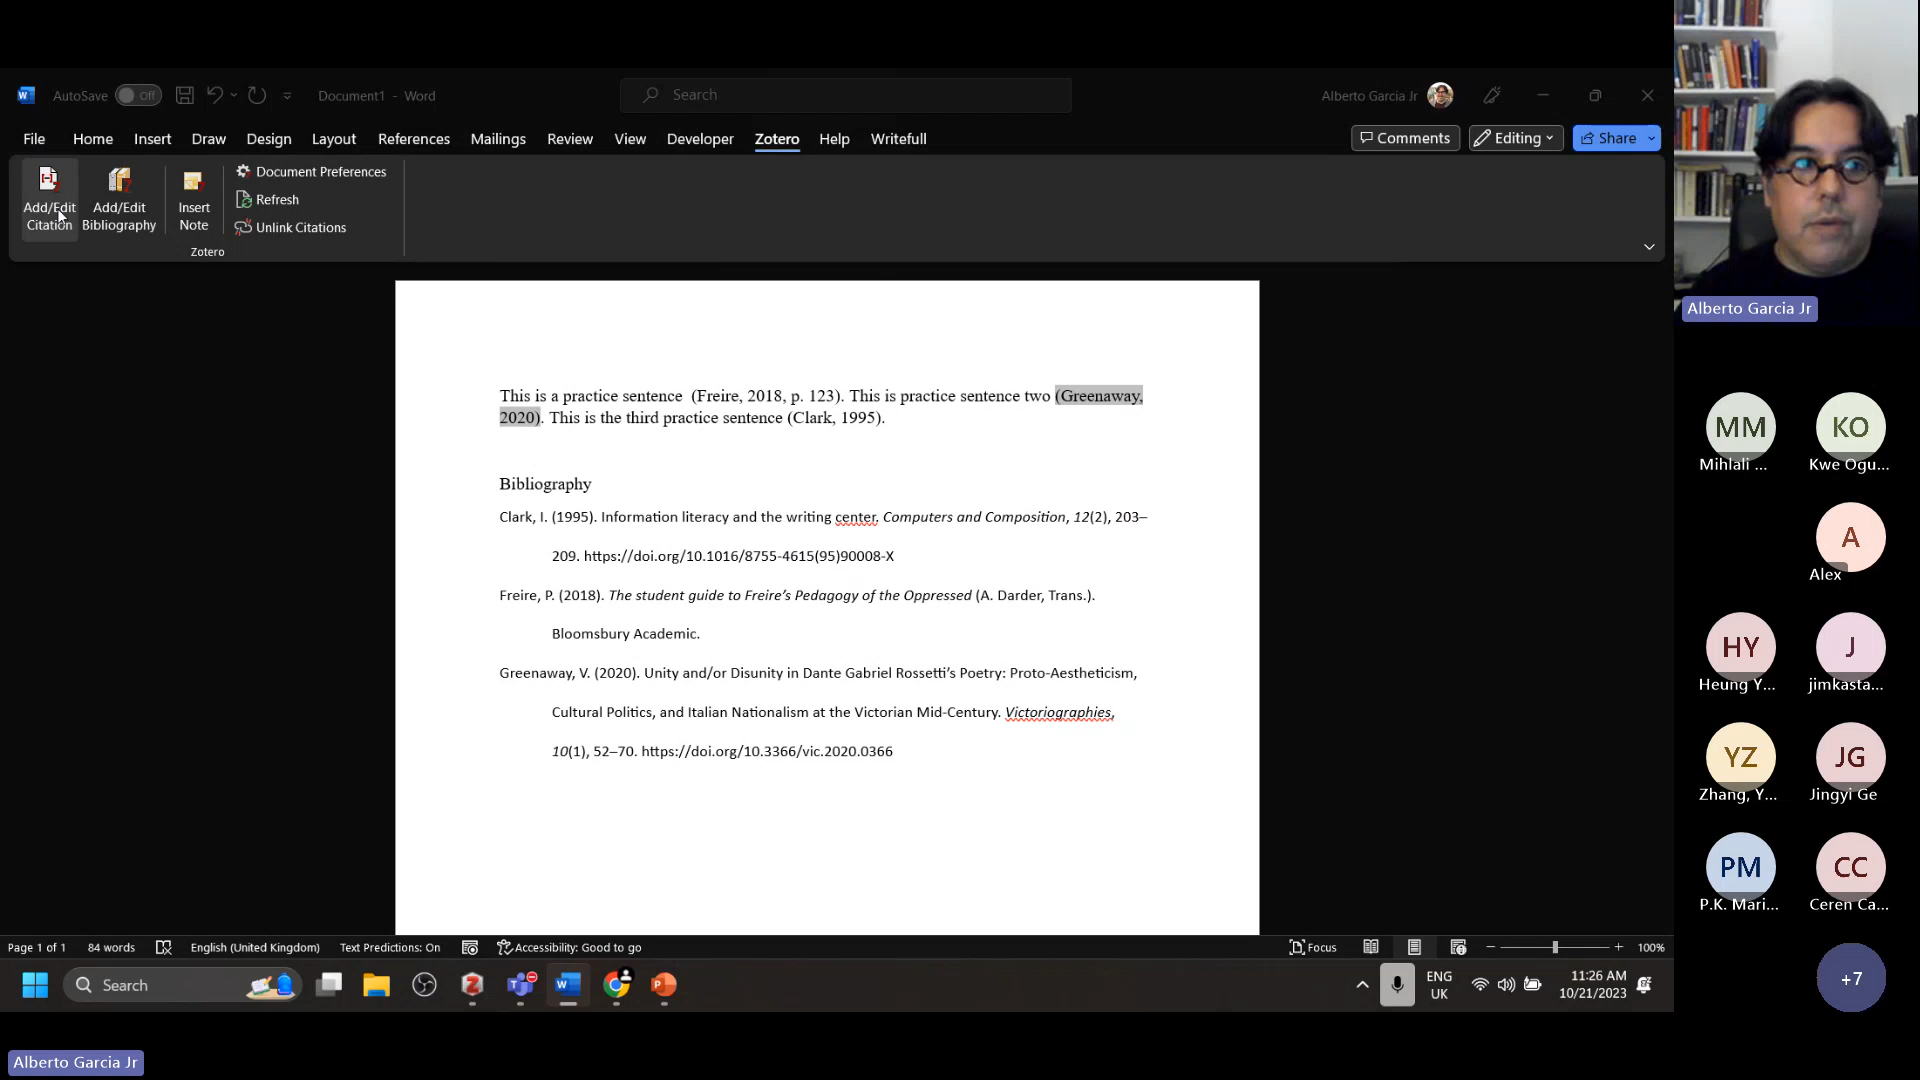 AutoSave Off Document1 - Word Search Alberto Garcia Jr
File Home Insert Draw Design Layout References Mailings Review View Developer Zotero Help Writefull Comments Editing Share
Add/Edit Citation
Add/Edit Bibliography
Insert Note
Document Preferences
Refresh
Unlink Citations
Zotero
This is a practice sentence (Freire, 2018, p. 123). This is practice sentence two (Greenaway,
2020). This is the third practice sentence (Clark, 1995).
Bibliography
Clark, I. (1995). Information literacy and the writing center. Computers and Composition, 12(2), 203–
209. https://doi.org/10.1016/8755-4615(95)90008-X
Freire, P. (2018). The student guide to Freire’s Pedagogy of the Oppressed (A. Darder, Trans.).
Bloomsbury Academic.
Greenaway, V. (2020). Unity and/or Disunity in Dante Gabriel Rossetti’s Poetry: Proto-Aestheticism,
Cultural Politics, and Italian Nationalism at the Victorian Mid-Century. Victoriographies,
10(1), 52–70. https://doi.org/10.3366/vic.2020.0366
Page 1 of 1 84 words English (United Kingdom) Text Predictions: On Accessibility: Good to go Focus 100%
Search
ENG
UK
11:26 AM
10/21/2023
Alberto Garcia Jr
MM
Mihlali ...
KO
Kwe Ogu...
A
Alex
HY
Heung Y...
J
jimkasta...
YZ
Zhang, Y...
JG
Jingyi Ge
PM
P.K. Mari...
CC
Ceren Ca...
+7
Alberto Garcia Jr